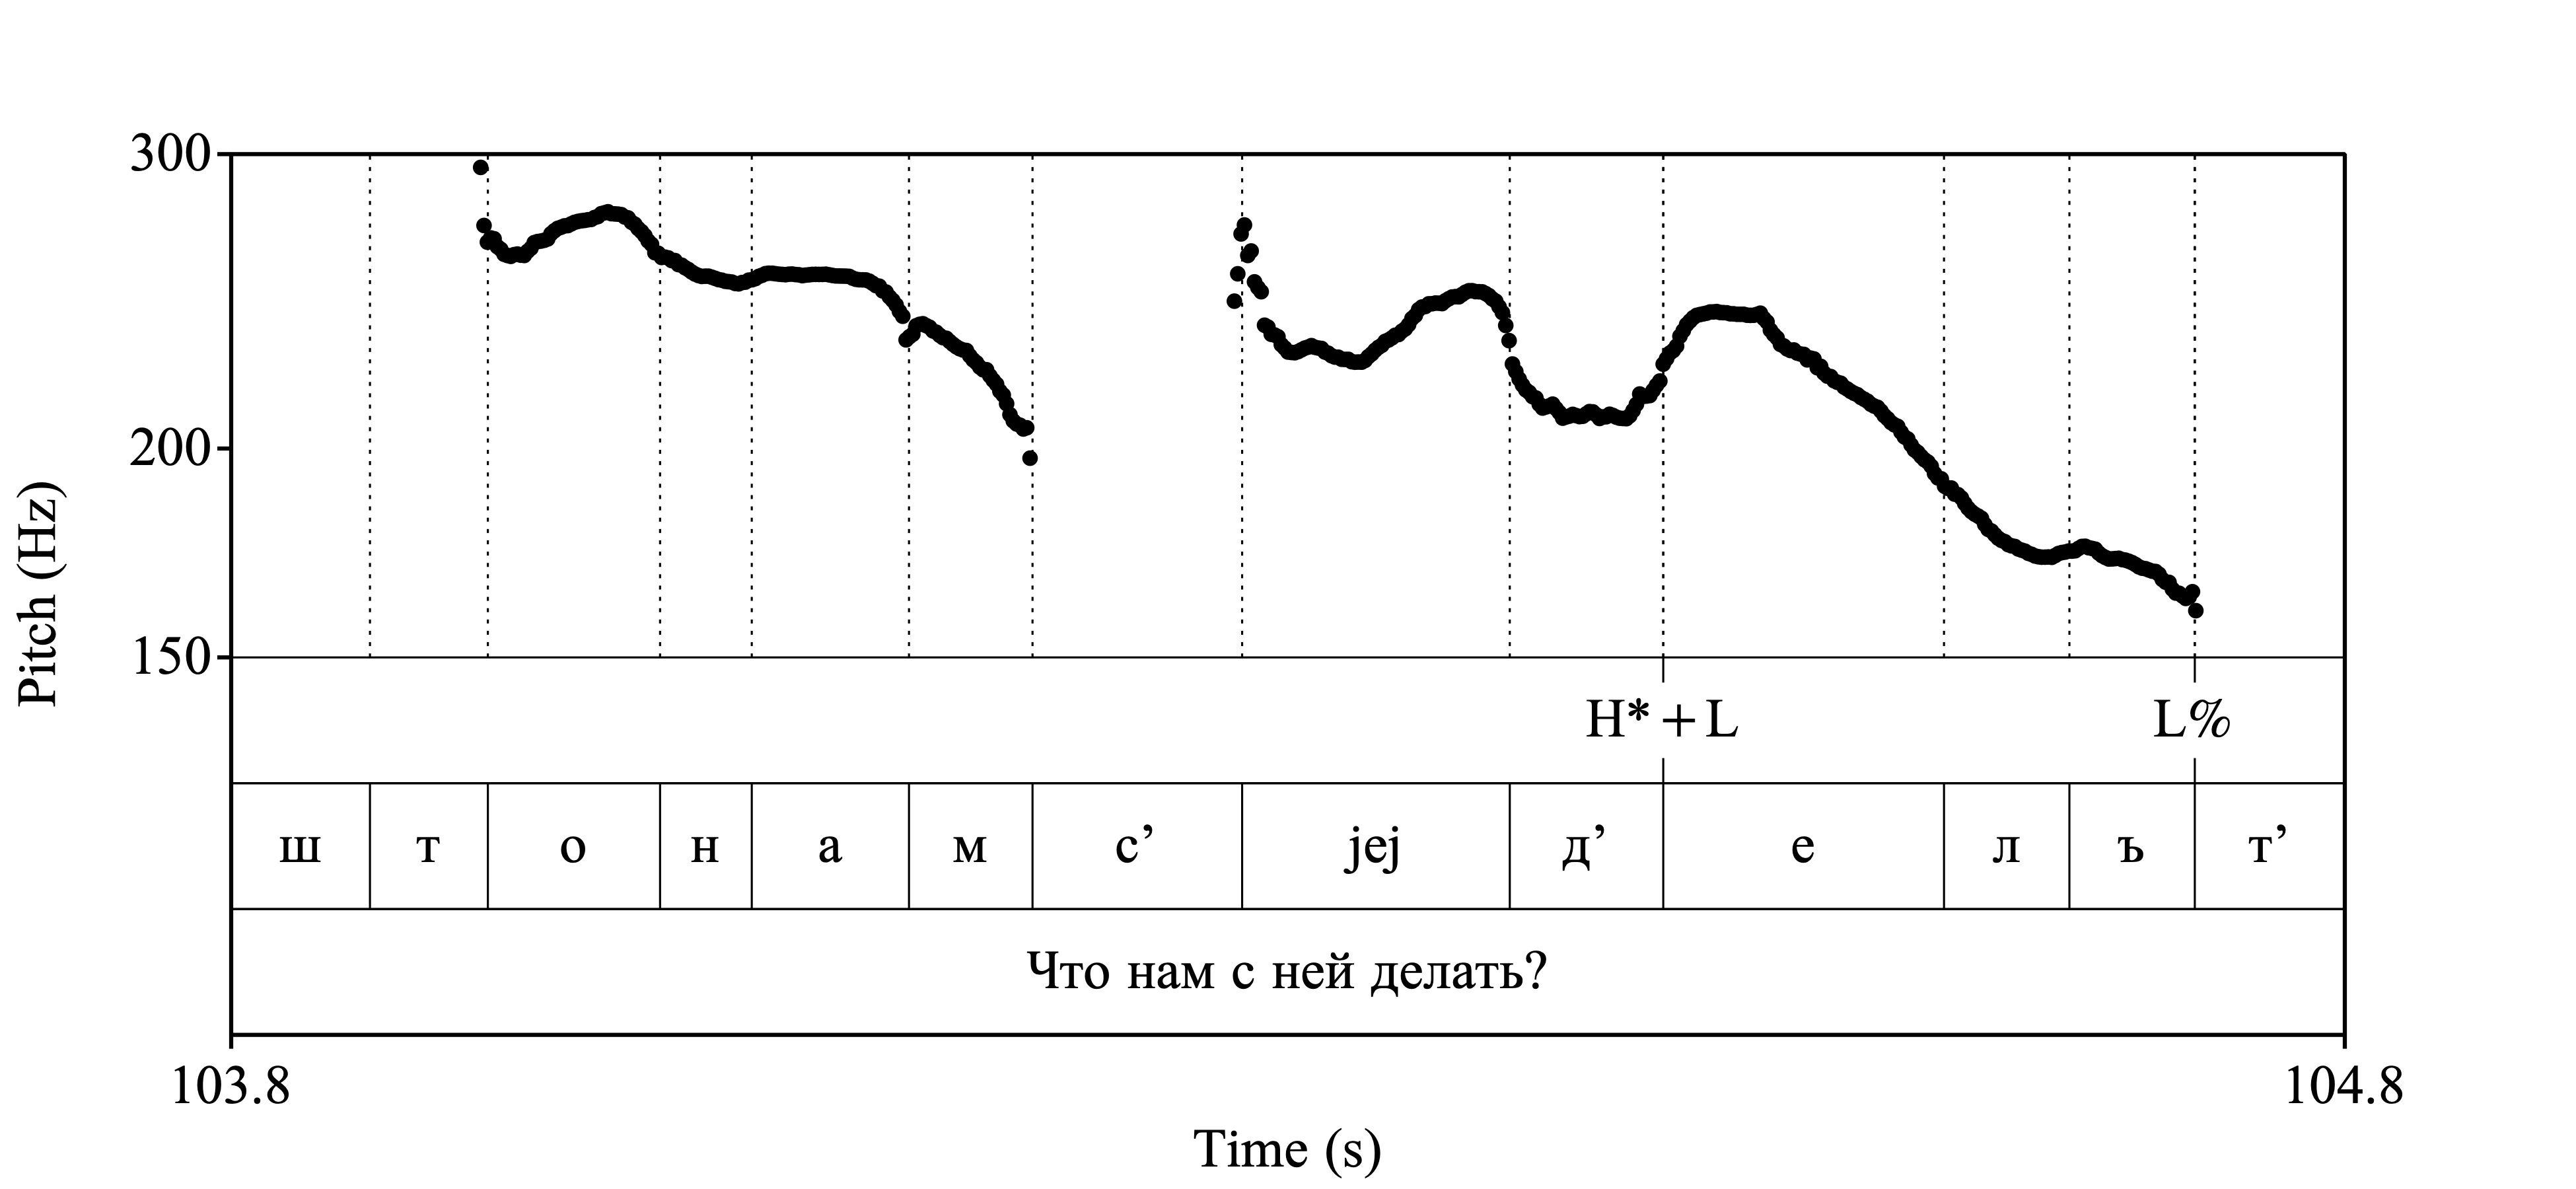 300
200
150
Pitch (Hz)
H*+L L%
ш т о н а м с’ jej д’ е л ъ т’
Что нам с ней делать?
103.8 104.8
Time (s)